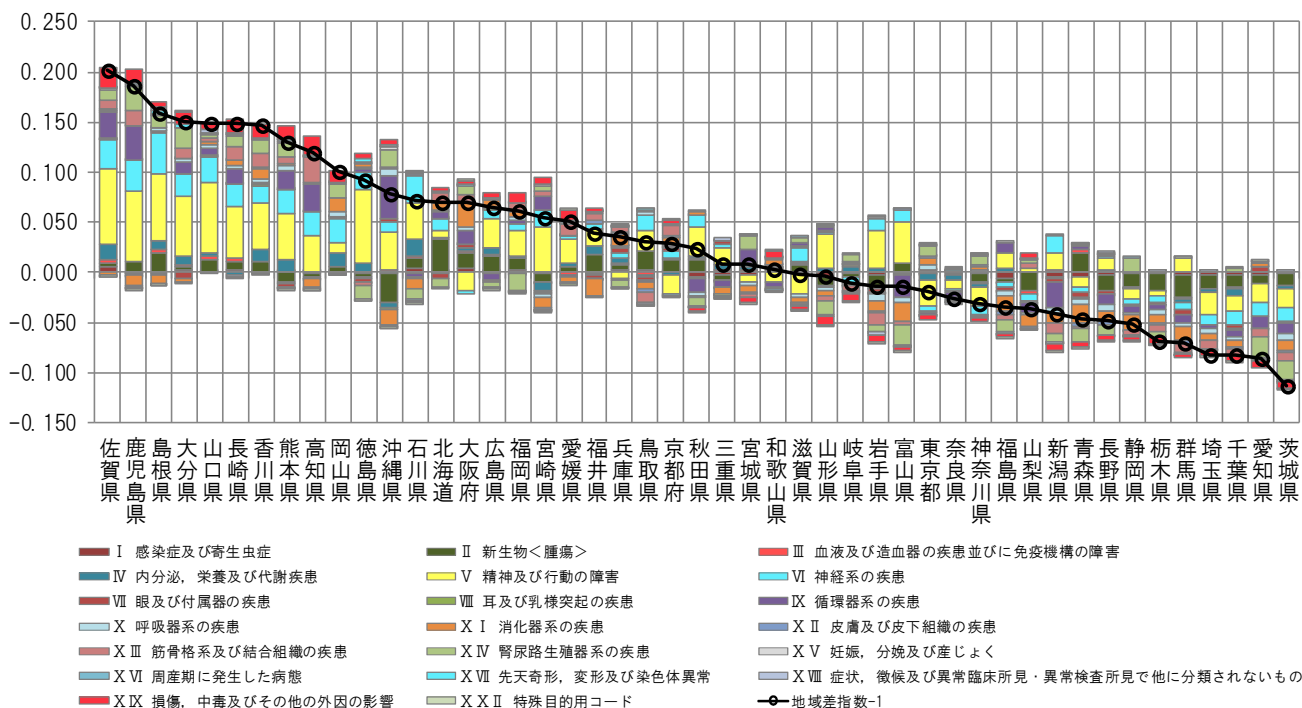 0.250
0.200
0.150
0.100
0.050
0.000
-0.050
-0.100
-0.150
佐賀県
鹿児島県
島根県
大分県
山口県
長崎県
香川県
熊本県
高知県
岡山県
徳島県
沖縄県
石川県
北海道
大阪府
広島県
福岡県
宮崎県
愛媛県
福井県
兵庫県
鳥取県
京都府
秋田県
三重県
宮城県
和歌山県
滋賀県
山形県
岐阜県
岩手県
富山県
東京都
奈良県
神奈川県
福島県
山梨県
新潟県
青森県
長野県
静岡県
栃木県
群馬県
埼玉県
千葉県
愛知県
茨城県
Ⅰ 感染症及び寄生虫症
Ⅱ 新生物<腫瘍>
Ⅲ 血液及び造血器の疾患並びに免疫機構の障害
Ⅳ 内分泌，栄養及び代謝疾患
Ⅴ 精神及び行動の障害
Ⅵ 神経系の疾患
Ⅶ 眼及び付属器の疾患
Ⅷ 耳及び乳様突起の疾患
Ⅸ 循環器系の疾患
Ⅹ 呼吸器系の疾患
ⅩⅠ 消化器系の疾患
ⅩⅡ 皮膚及び皮下組織の疾患
ⅩⅢ 筋骨格系及び結合組織の疾患
ⅩⅣ 腎尿路生殖器系の疾患
ⅩⅤ 妊娠，分娩及び産じょく
ⅩⅥ 周産期に発生した病態
ⅩⅦ 先天奇形，変形及び染色体異常
ⅩⅧ 症状，徴候及び異常臨床所見・異常検査所見で他に分類されないもの
ⅩⅨ 損傷，中毒及びその他の外因の影響
ⅩⅩⅡ 特殊目的用コード
地域差指数-1